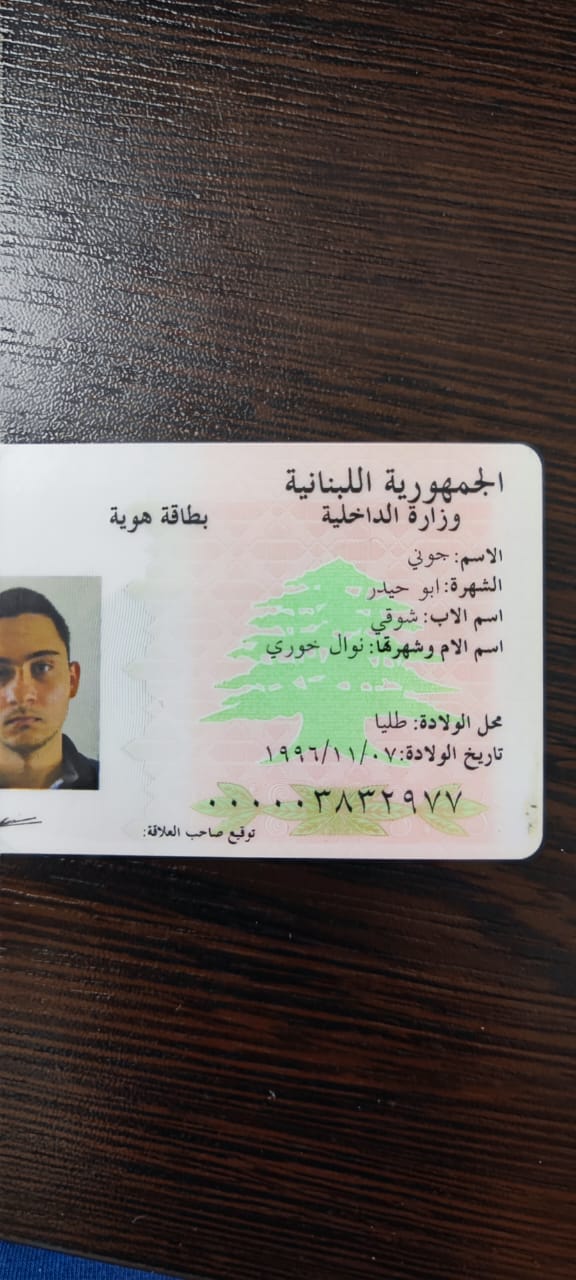 الجمهورية اللبنانية
وزارة الداخلية
بطاقة هوية
الاسم: جوني
الشهرة: ابو حيدر
اسم الاب: شوقي
اسم الام وشهرتها: نوال خوري
محل الولادة: طليا
تاريخ الولادة: ١٩٩٦/١١/٠٧
٠٠٠٠٠٣٨٣٢٩٧٧
توقيع صاحب العلاقة: